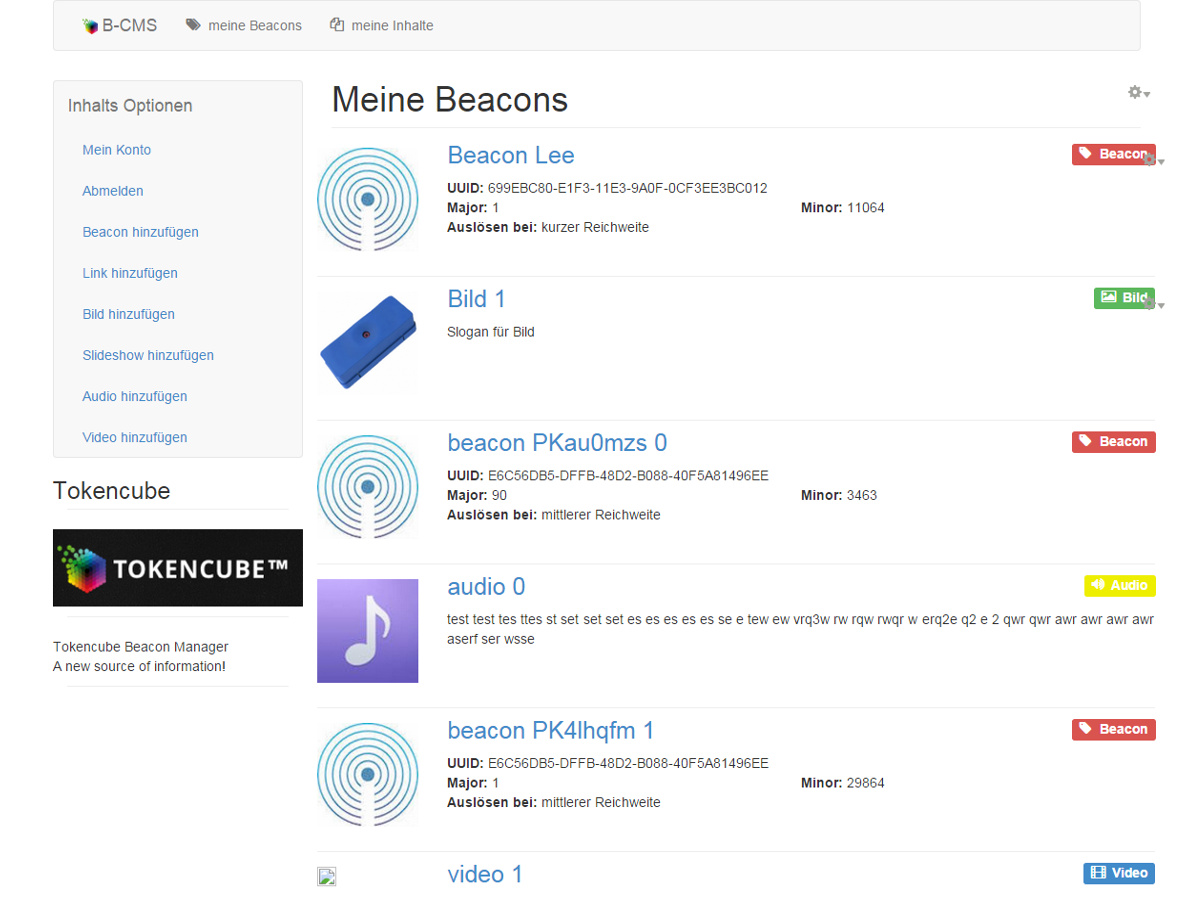 B-CMS meine Beacons meine Inhalte
Inhalts Optionen
Mein Konto
Abmelden
Beacon hinzufügen
Link hinzufügen
Bild hinzufügen
Slideshow hinzufügen
Audio hinzufügen
Video hinzufügen
Tokencube
TOKENCUBE™
Tokencube Beacon Manager
A new source of information!
Meine Beacons
Beacon Lee Beacon
UUID: 699EBC80-E1F3-11E3-9A0F-0CF3EE3BC012
Major: 1 Minor: 11064
Auslösen bei: kurzer Reichweite
Bild 1 Bild
Slogan für Bild
beacon PKau0mzs 0 Beacon
UUID: E6C56DB5-DFFB-48D2-B088-40F5A81496EE
Major: 90 Minor: 3463
Auslösen bei: mittlerer Reichweite
audio 0 Audio
test test tes ttes st set set set es es es es es se e tew ew vrq3w rw rqw rwqr w erq2e q2 e 2 qwr qwr awr awr awr awr
aserf ser wsse
beacon PK4lhqfm 1 Beacon
UUID: E6C56DB5-DFFB-48D2-B088-40F5A81496EE
Major: 1 Minor: 29864
Auslösen bei: mittlerer Reichweite
video 1 Video